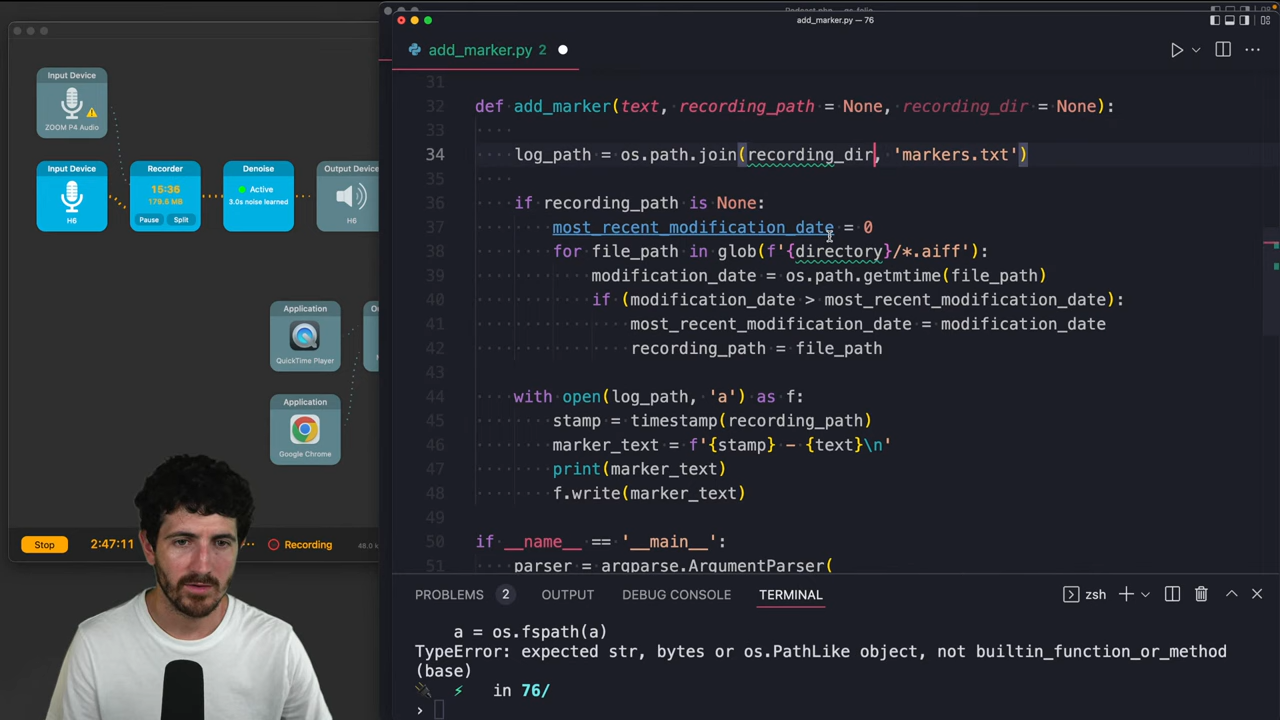 add_marker.py — 76
add_marker.py 2
Input Device
ZOOM P4 Audio
Input Device
H6
Recorder
15:36
179.6 MB
Pause Split
Denoise
Active
3.0s noise learned
Output Device
H6
Application
QuickTime Player
Application
Google Chrome
Stop
2:47:11
Recording
48.0 k
31
32 def add_marker(text, recording_path = None, recording_dir = None):
33
34 log_path = os.path.join(recording_dir, 'markers.txt')
35
36 if recording_path is None:
37 most_recent_modification_date = 0
38 for file_path in glob(f'{directory}/*.aiff'):
39 modification_date = os.path.getmtime(file_path)
40 if (modification_date > most_recent_modification_date):
41 most_recent_modification_date = modification_date
42 recording_path = file_path
43
44 with open(log_path, 'a') as f:
45 stamp = timestamp(recording_path)
46 marker_text = f'{stamp} - {text}\n'
47 print(marker_text)
48 f.write(marker_text)
49
50 if __name__ == '__main__':
51 parser = argparse.ArgumentParser(
PROBLEMS 2 OUTPUT DEBUG CONSOLE TERMINAL
zsh
a = os.fspath(a)
TypeError: expected str, bytes or os.PathLike object, not builtin_function_or_method
(base)
in 76/
›